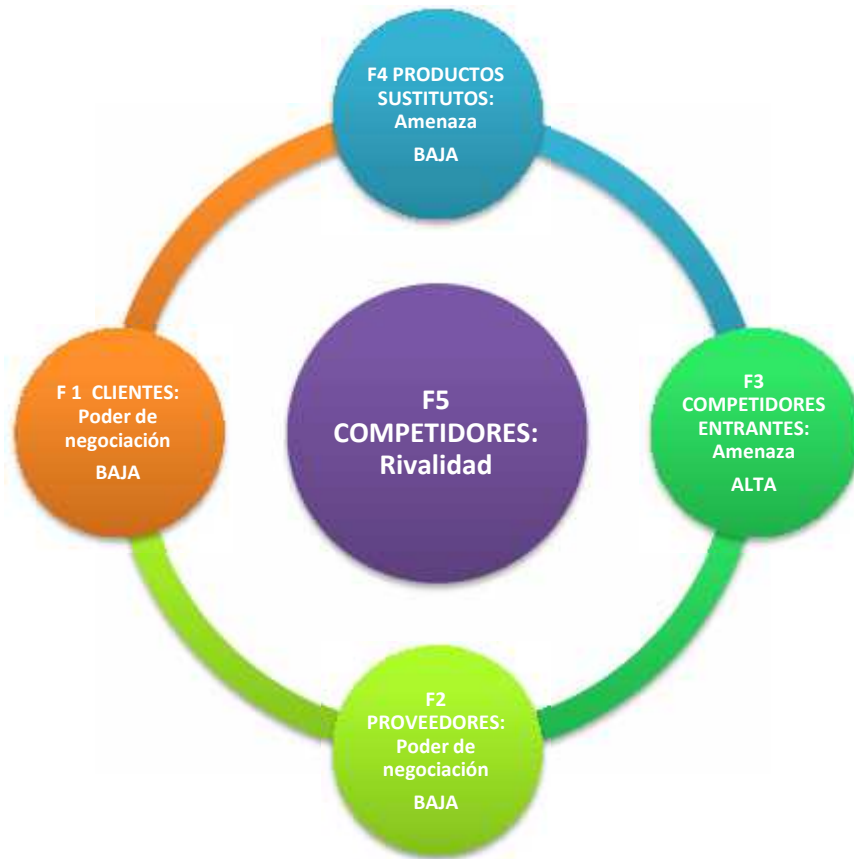 F4 PRODUCTOS
SUSTITUTOS:
Amenaza
BAJA
F 1 CLIENTES:
Poder de
negociación
BAJA
F5
COMPETIDORES:
Rivalidad
F3
COMPETIDORES
ENTRANTES:
Amenaza
ALTA
F2
PROVEEDORES:
Poder de
negociación
BAJA